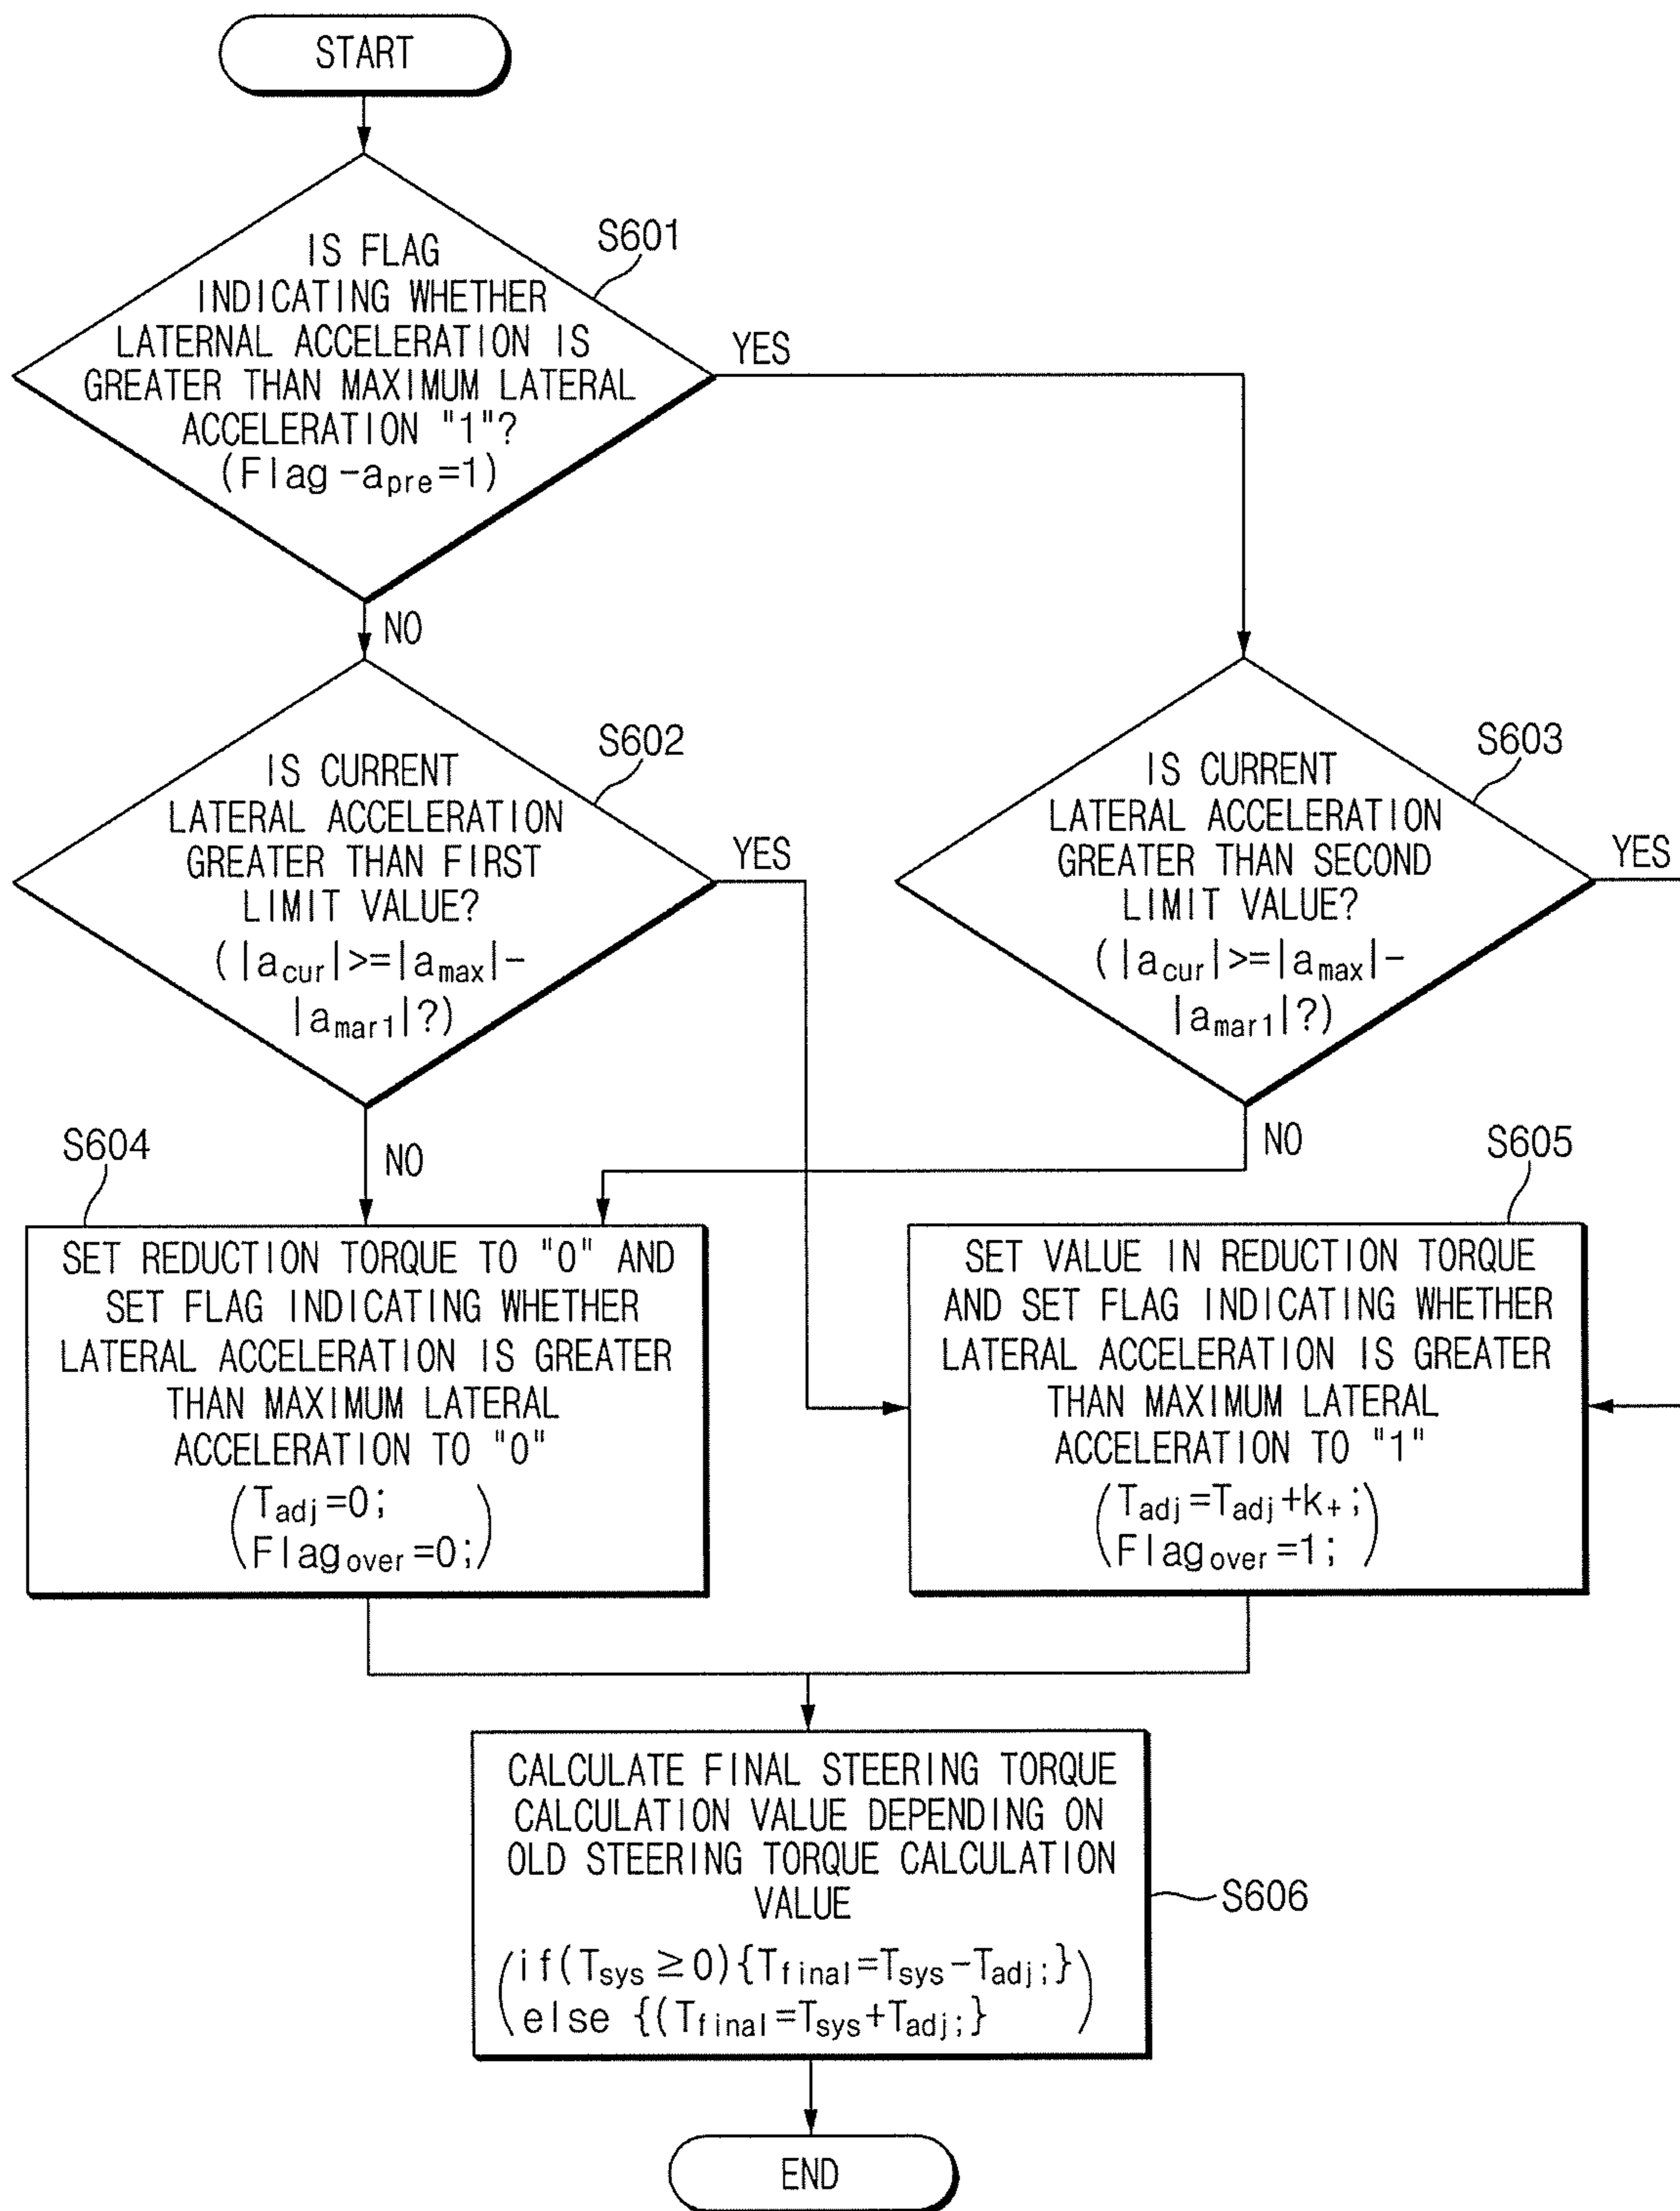 START
S601
IS FLAG
INDICATING WHETHER
LATERNAL ACCELERATION IS
GREATER THAN MAXIMUM LATERAL
ACCELERATION "1"?
(Flag-apre=1)
YES
NO
S602
IS CURRENT
LATERAL ACCELERATION
GREATER THAN FIRST
LIMIT VALUE?
(|acur|>=|amax|-
|amar1|?)
YES
NO
S603
IS CURRENT
LATERAL ACCELERATION
GREATER THAN SECOND
LIMIT VALUE?
(|acur|>=|amax|-
|amar1|?)
YES
NO
S604
SET REDUCTION TORQUE TO "0" AND
SET FLAG INDICATING WHETHER
LATERAL ACCELERATION IS GREATER
THAN MAXIMUM LATERAL
ACCELERATION TO "0"
(Tadj=0;
Flagover=0;)
S605
SET VALUE IN REDUCTION TORQUE
AND SET FLAG INDICATING WHETHER
LATERAL ACCELERATION IS GREATER
THAN MAXIMUM LATERAL
ACCELERATION TO "1"
(Tadj=Tadj+k+;
Flagover=1;)
CALCULATE FINAL STEERING TORQUE
CALCULATION VALUE DEPENDING ON
OLD STEERING TORQUE CALCULATION
VALUE
(if(Tsys≥0){Tfinal=Tsys-Tadj;}
else {(Tfinal=Tsys+Tadj;})
S606
END